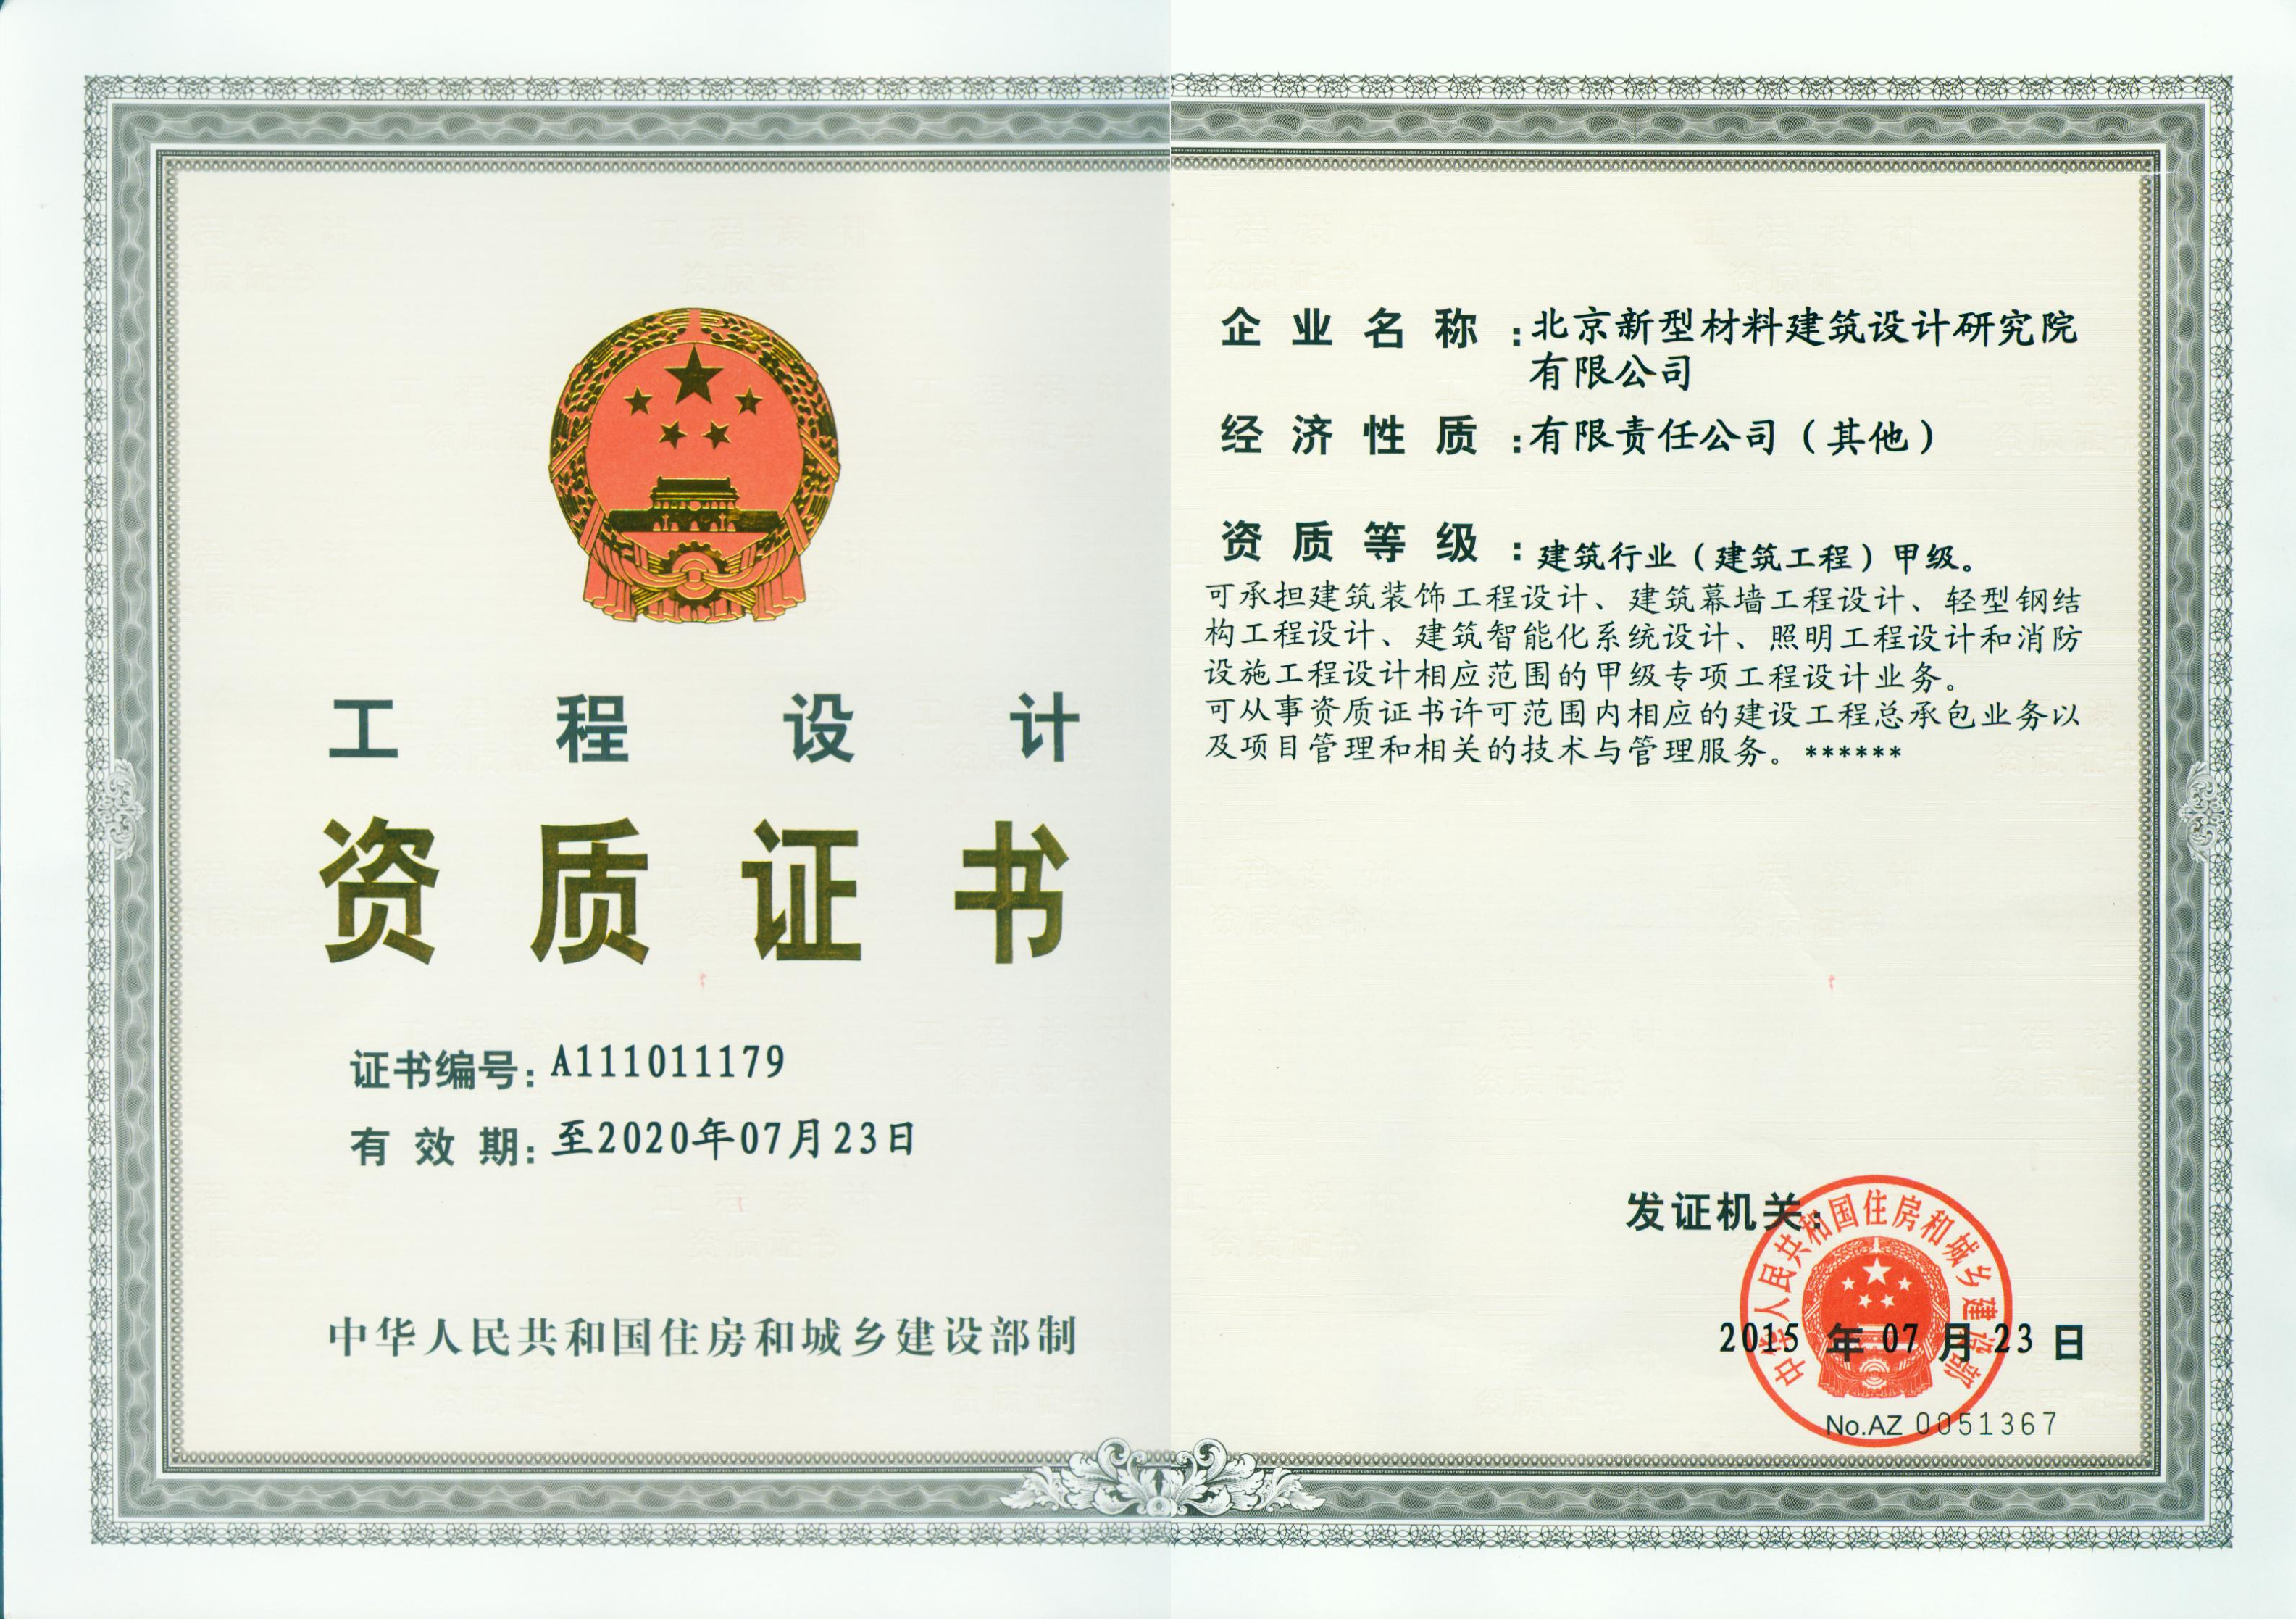 工程设计
资质证书
证书编号：A111011179
有效期：至2020年07月23日
中华人民共和国住房和城乡建设部制
企业名称：北京新型材料建筑设计研究院
有限公司
经济性质：有限责任公司（其他）
资质等级：建筑行业（建筑工程）甲级。
可承担建筑装饰工程设计、建筑幕墙工程设计、轻型钢结
构工程设计、建筑智能化系统设计、照明工程设计和消防
设施工程设计相应范围的甲级专项工程设计业务。
可从事资质证书许可范围内相应的建设工程总承包业务以
及项目管理和相关的技术与管理服务。******
发证机关：
中华人民共和国住房和城乡建设部
2015年07月23日
No.AZ 0051367